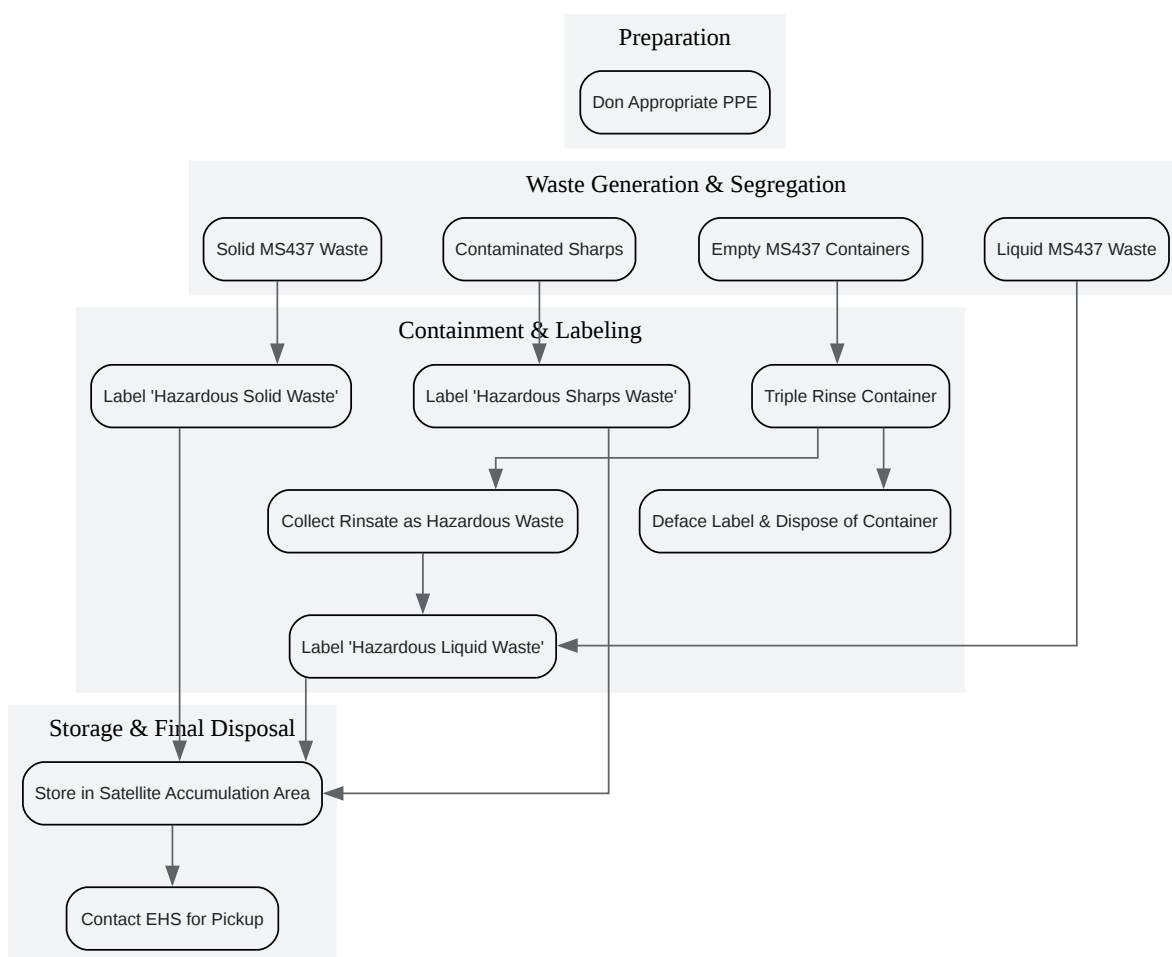 Preparation
Don Appropriate PPE
Waste Generation & Segregation
Solid MS437 Waste
Contaminated Sharps
Empty MS437 Containers
Liquid MS437 Waste
Containment & Labeling
Label 'Hazardous Solid Waste'
Label 'Hazardous Sharps Waste'
Triple Rinse Container
Collect Rinsate as Hazardous Waste
Deface Label & Dispose of Container
Label 'Hazardous Liquid Waste'
Storage & Final Disposal
Store in Satellite Accumulation Area
Contact EHS for Pickup